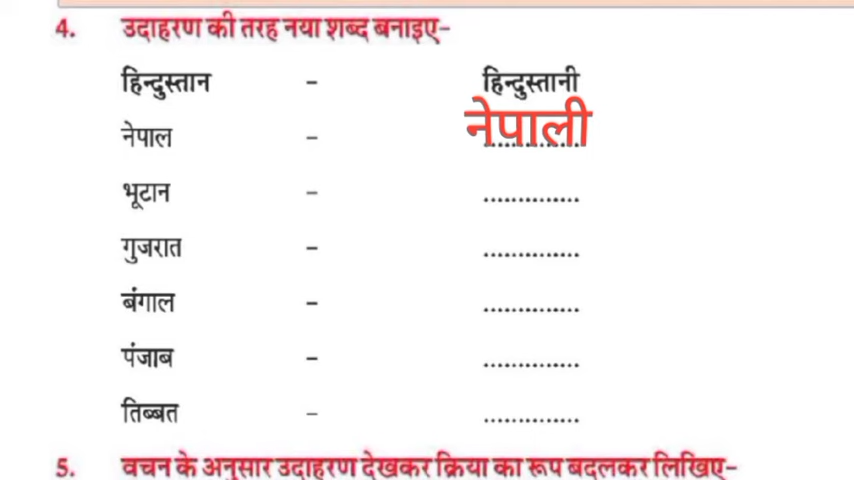 4. उदाहरण की तरह नया शब्द बनाइए-
हिन्दुस्तान - हिन्दुस्तानी
नेपाल - नेपाली
भूटान - ..............
गुजरात - ..............
बंगाल - ..............
पंजाब - ..............
तिब्बत - ..............
5. वचन के अनुसार उदाहरण देखकर क्रिया का रूप बदलकर लिखिए-